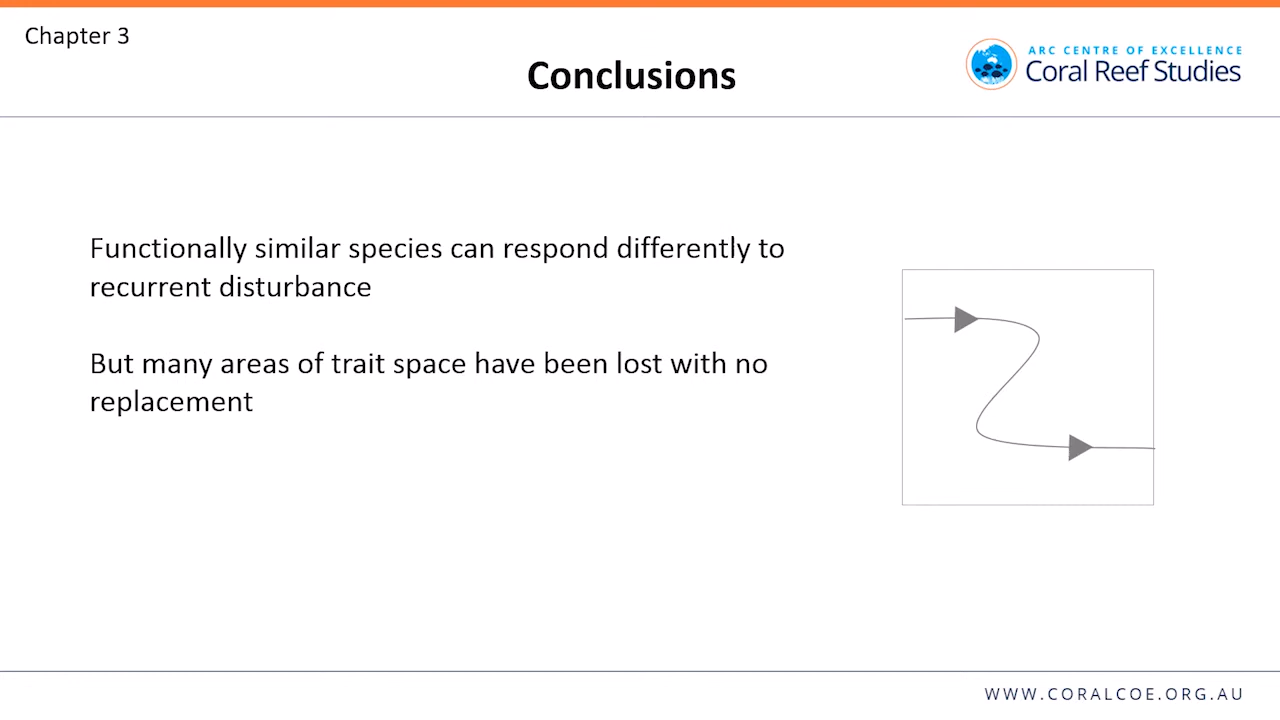 Chapter 3
Conclusions
ARC CENTRE OF EXCELLENCE
Coral Reef Studies
Functionally similar species can respond differently to
recurrent disturbance
But many areas of trait space have been lost with no
replacement
WWW.CORALCOE.ORG.AU